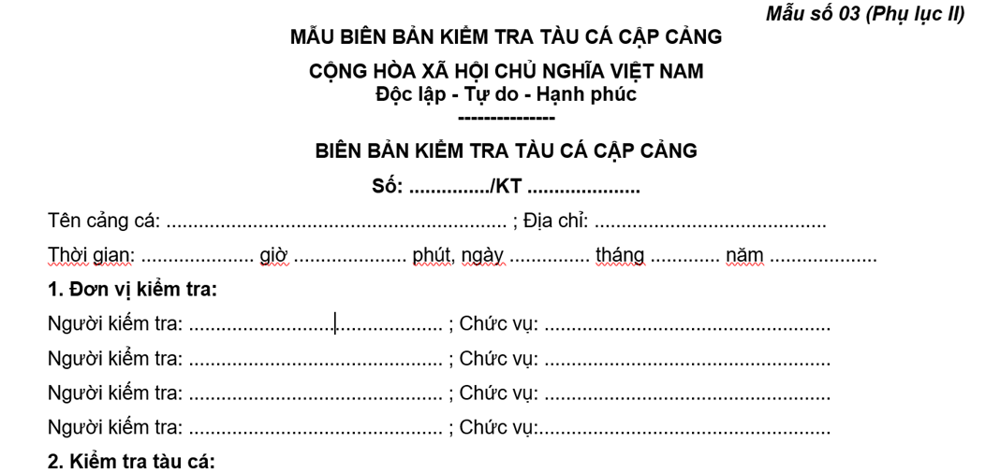 Mẫu số 03 (Phụ lục II)
MẪU BIÊN BẢN KIỂM TRA TÀU CÁ CẬP CẢNG
CỘNG HÒA XÃ HỘI CHỦ NGHĨA VIỆT NAM
Độc lập - Tự do - Hạnh phúc
---------------
BIÊN BẢN KIỂM TRA TÀU CÁ CẬP CẢNG
Số: .............../KT .....................
Tên cảng cá: ............................................................... ; Địa chỉ: ...........................................
Thời gian: ..................... giờ ..................... phút, ngày ............... tháng ............. năm ....................
1. Đơn vị kiểm tra:
Người kiểm tra: ............................................... ; Chức vụ: .....................................................
Người kiểm tra: ............................................... ; Chức vụ: .....................................................
Người kiểm tra: ............................................... ; Chức vụ: .....................................................
Người kiểm tra: ............................................... ; Chức vụ:......................................................
2. Kiểm tra tàu cá: